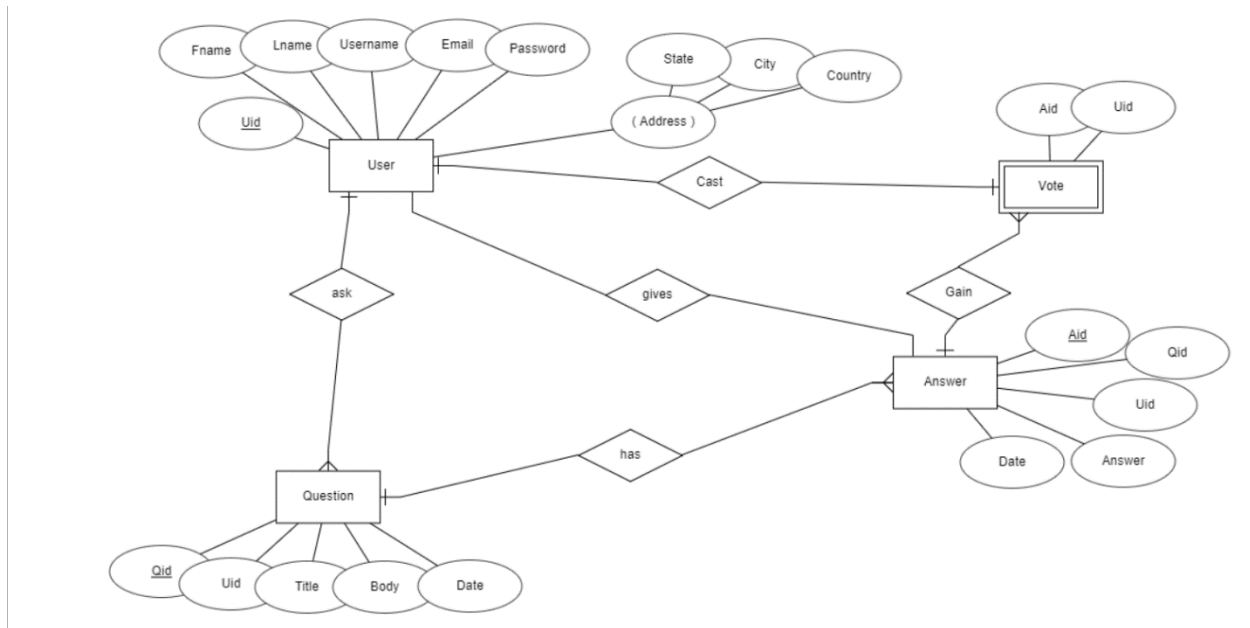 Fname
Lname
Username
Email
Password
State
City
Country
Uid
( Address )
Aid
Uid
User
Cast
Vote
ask
gives
Gain
Aid
Qid
Answer
Uid
has
Date
Answer
Question
Qid
Uid
Title
Body
Date